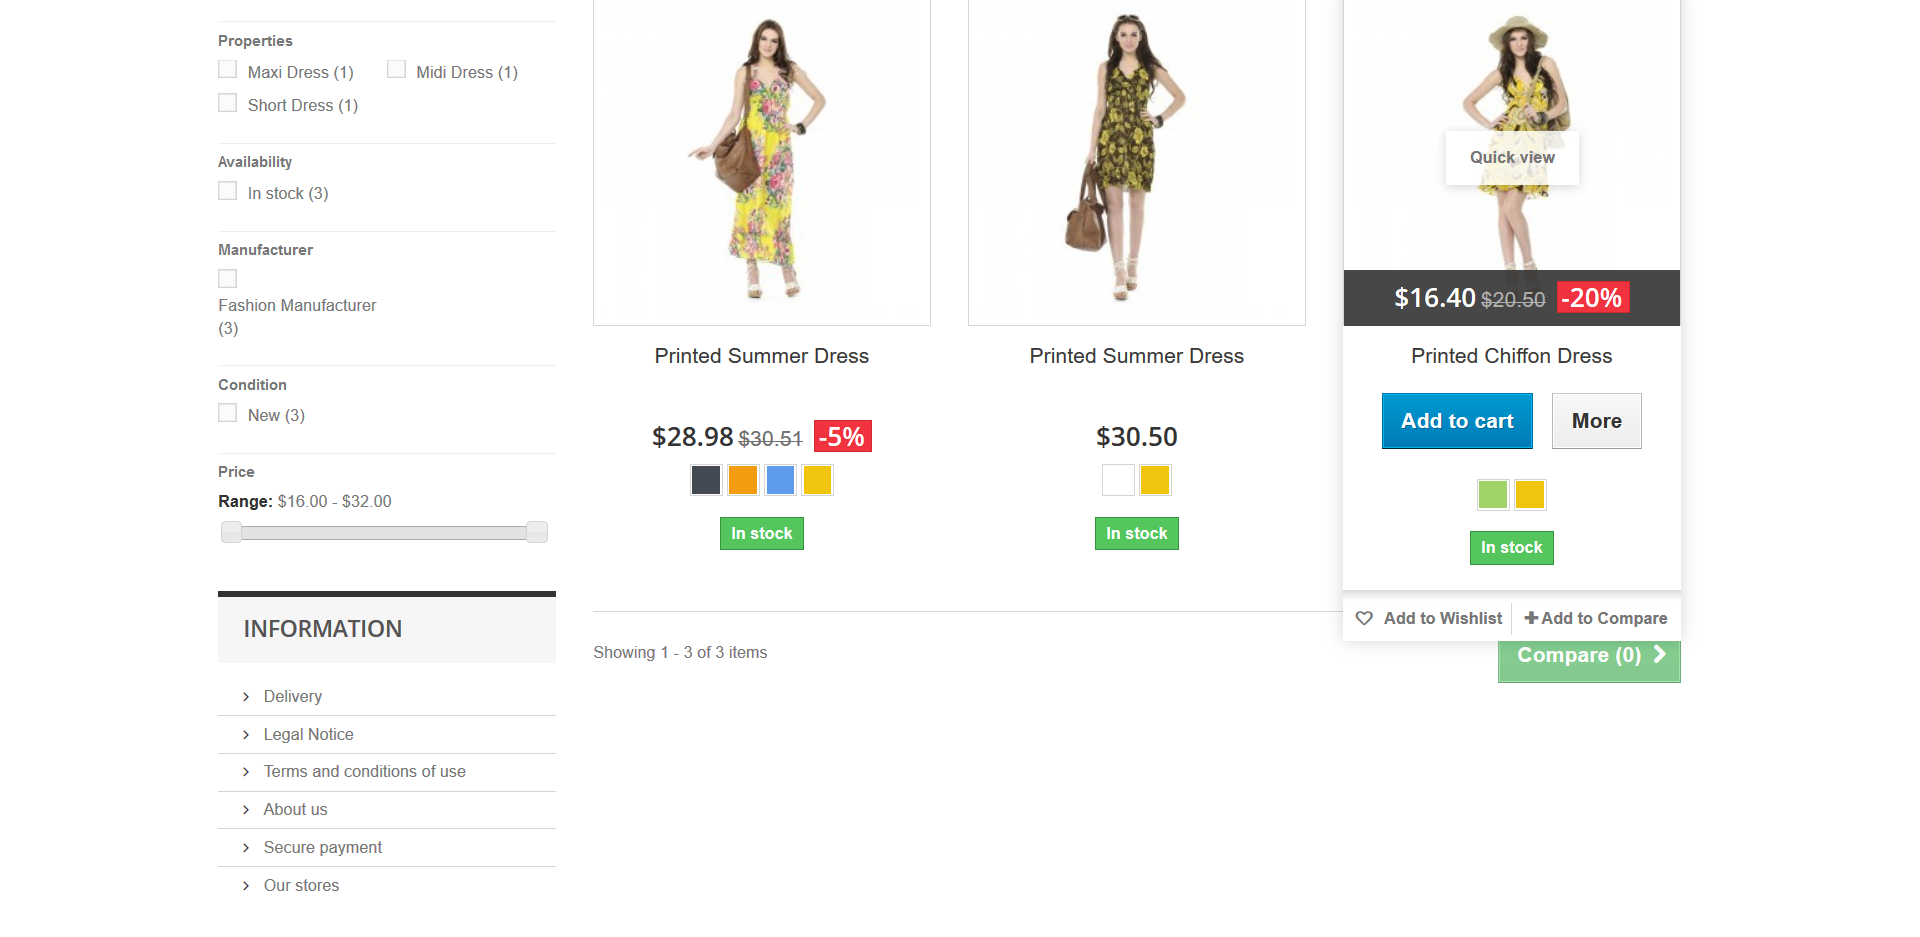 Properties
Maxi Dress (1)
Midi Dress (1)
Short Dress (1)
Availability
In stock (3)
Manufacturer
Fashion Manufacturer
(3)
Condition
New (3)
Price
Range: $16.00 - $32.00
INFORMATION
Delivery
Legal Notice
Terms and conditions of use
About us
Secure payment
Our stores
Printed Summer Dress
$28.98 $30.51 -5%
In stock
Printed Summer Dress
$30.50
In stock
Quick view
$16.40 $20.50 -20%
Printed Chiffon Dress
Add to cart
More
In stock
Add to Wishlist
Add to Compare
Showing 1 - 3 of 3 items
Compare (0)